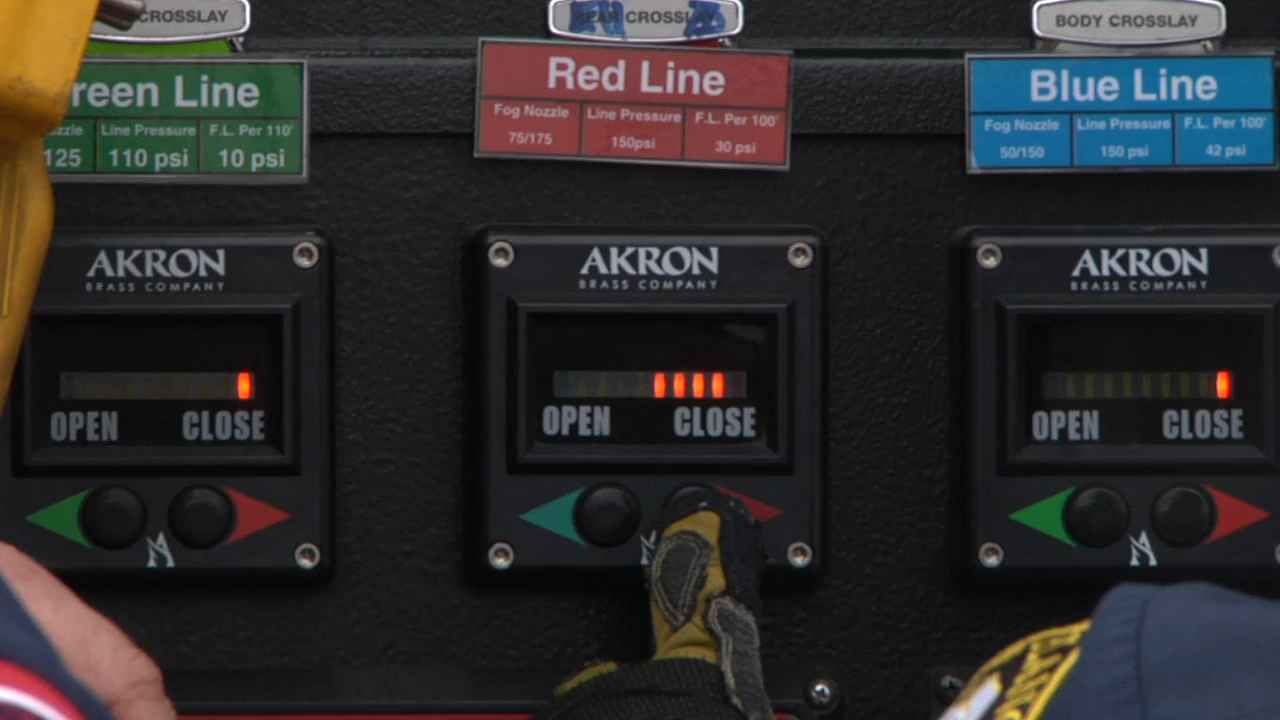 CROSSLAY
REAR CROSSLAY
BODY CROSSLAY
reen Line
zzle Line Pressure F.L. Per 110'
125 110 psi 10 psi
Red Line
Fog Nozzle Line Pressure F.L. Per 100'
75/175 150psi 30 psi
Blue Line
Fog Nozzle Line Pressure F.L. Per 100'
50/150 150 psi 42 psi
AKRON
BRASS COMPANY
OPEN CLOSE
AKRON
BRASS COMPANY
OPEN CLOSE
AKRON
BRASS COMPANY
OPEN CLOSE